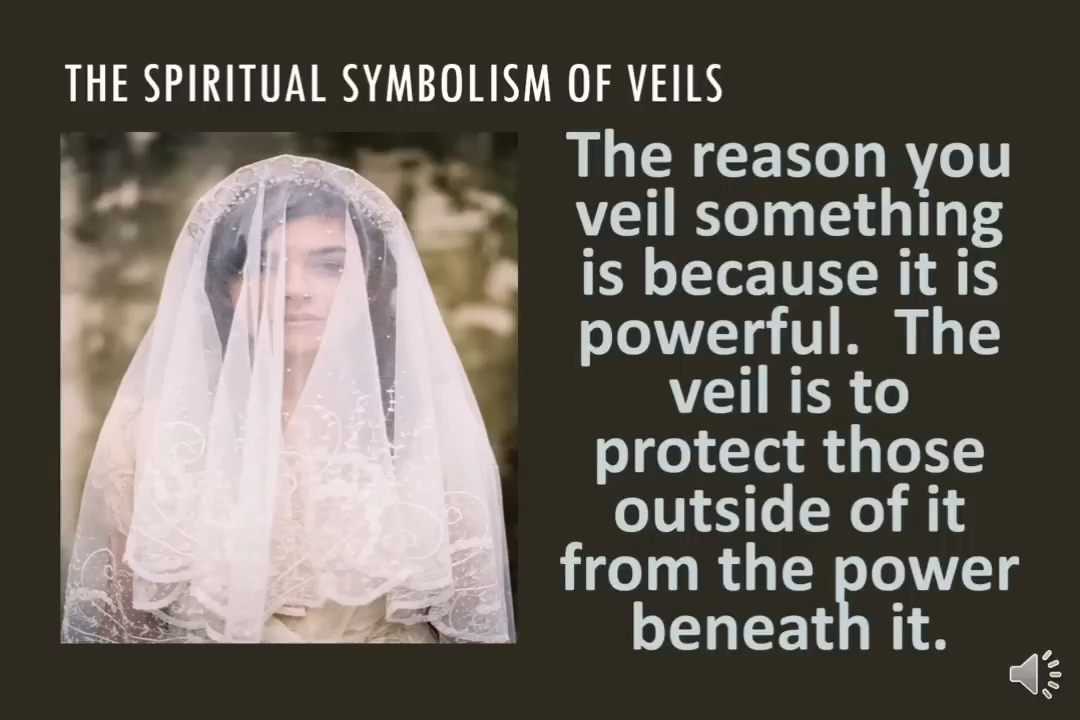 THE SPIRITUAL SYMBOLISM OF VEILS
The reason you
veil something
is because it is
powerful.  The
veil is to
protect those
outside of it
from the power
beneath it.